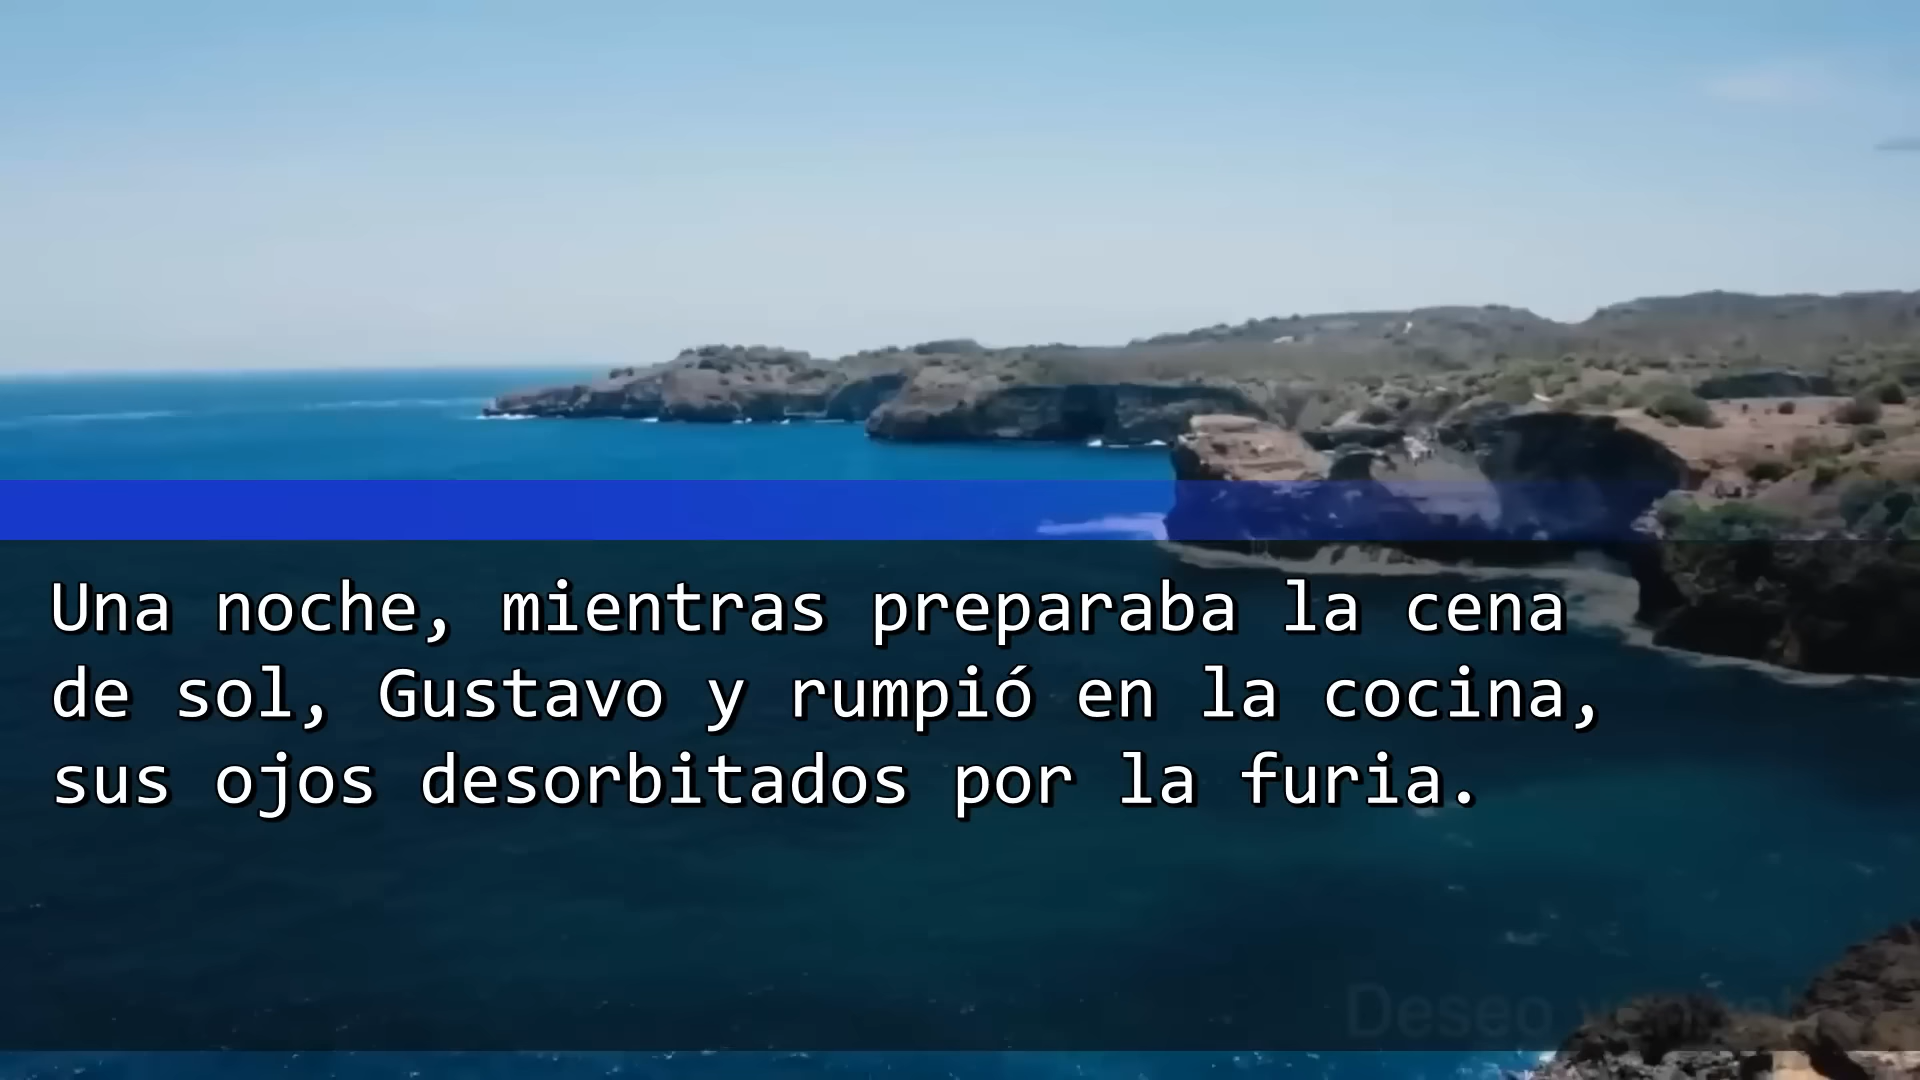 Una noche, mientras preparaba la cena
de sol, Gustavo y rumpió en la cocina,
sus ojos desorbitados por la furia.
Deseo